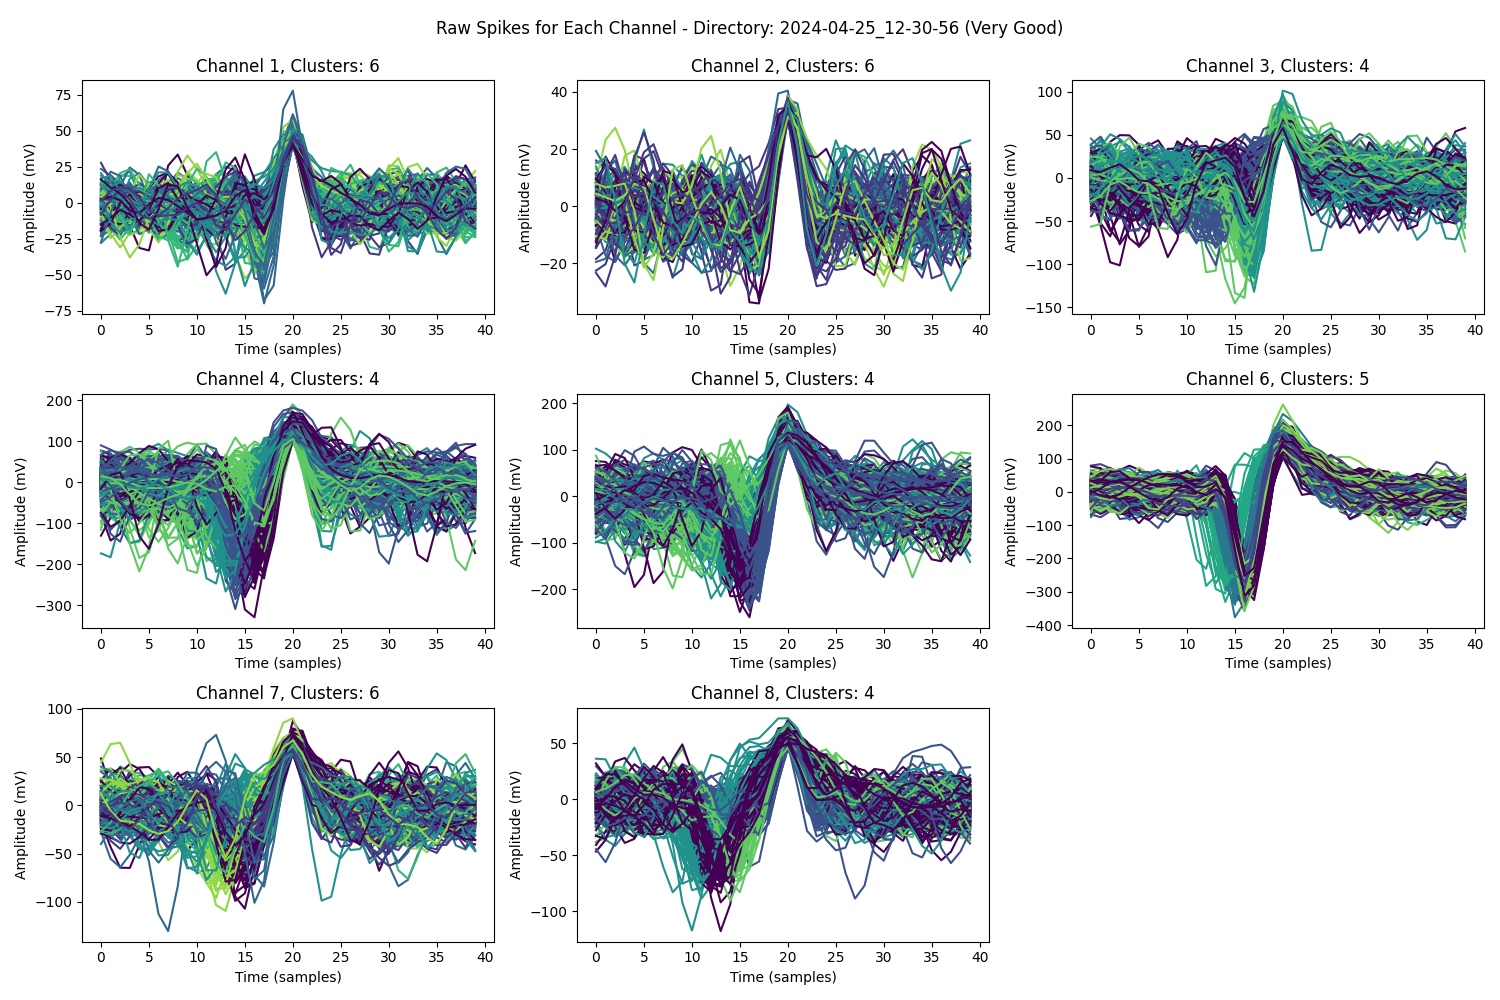 Raw Spikes for Each Channel - Directory: 2024-04-25_12-30-56 (Very Good)
Channel 1, Clusters: 6
75
50
25
0
−25
−50
−75
Amplitude (mV)
0 5 10 15 20 25 30 35 40
Time (samples)
Channel 2, Clusters: 6
40
20
0
−20
Amplitude (mV)
0 5 10 15 20 25 30 35 40
Time (samples)
Channel 3, Clusters: 4
100
50
0
−50
−100
−150
Amplitude (mV)
0 5 10 15 20 25 30 35 40
Time (samples)
Channel 4, Clusters: 4
200
100
0
−100
−200
−300
Amplitude (mV)
0 5 10 15 20 25 30 35 40
Time (samples)
Channel 5, Clusters: 4
200
100
0
−100
−200
Amplitude (mV)
0 5 10 15 20 25 30 35 40
Time (samples)
Channel 6, Clusters: 5
200
100
0
−100
−200
−300
−400
Amplitude (mV)
0 5 10 15 20 25 30 35 40
Time (samples)
Channel 7, Clusters: 6
100
50
0
−50
−100
Amplitude (mV)
0 5 10 15 20 25 30 35 40
Time (samples)
Channel 8, Clusters: 4
50
0
−50
−100
Amplitude (mV)
0 5 10 15 20 25 30 35 40
Time (samples)